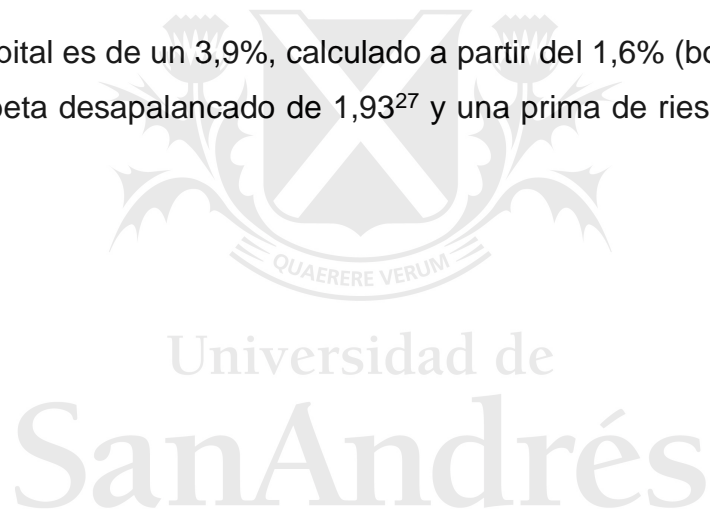 pital es de un 3,9%, calculado a partir del 1,6% (bo
beta desapalancado de 1,93²⁷ y una prima de ries
QUAERERE VERUM
Universidad de
SanAndrés